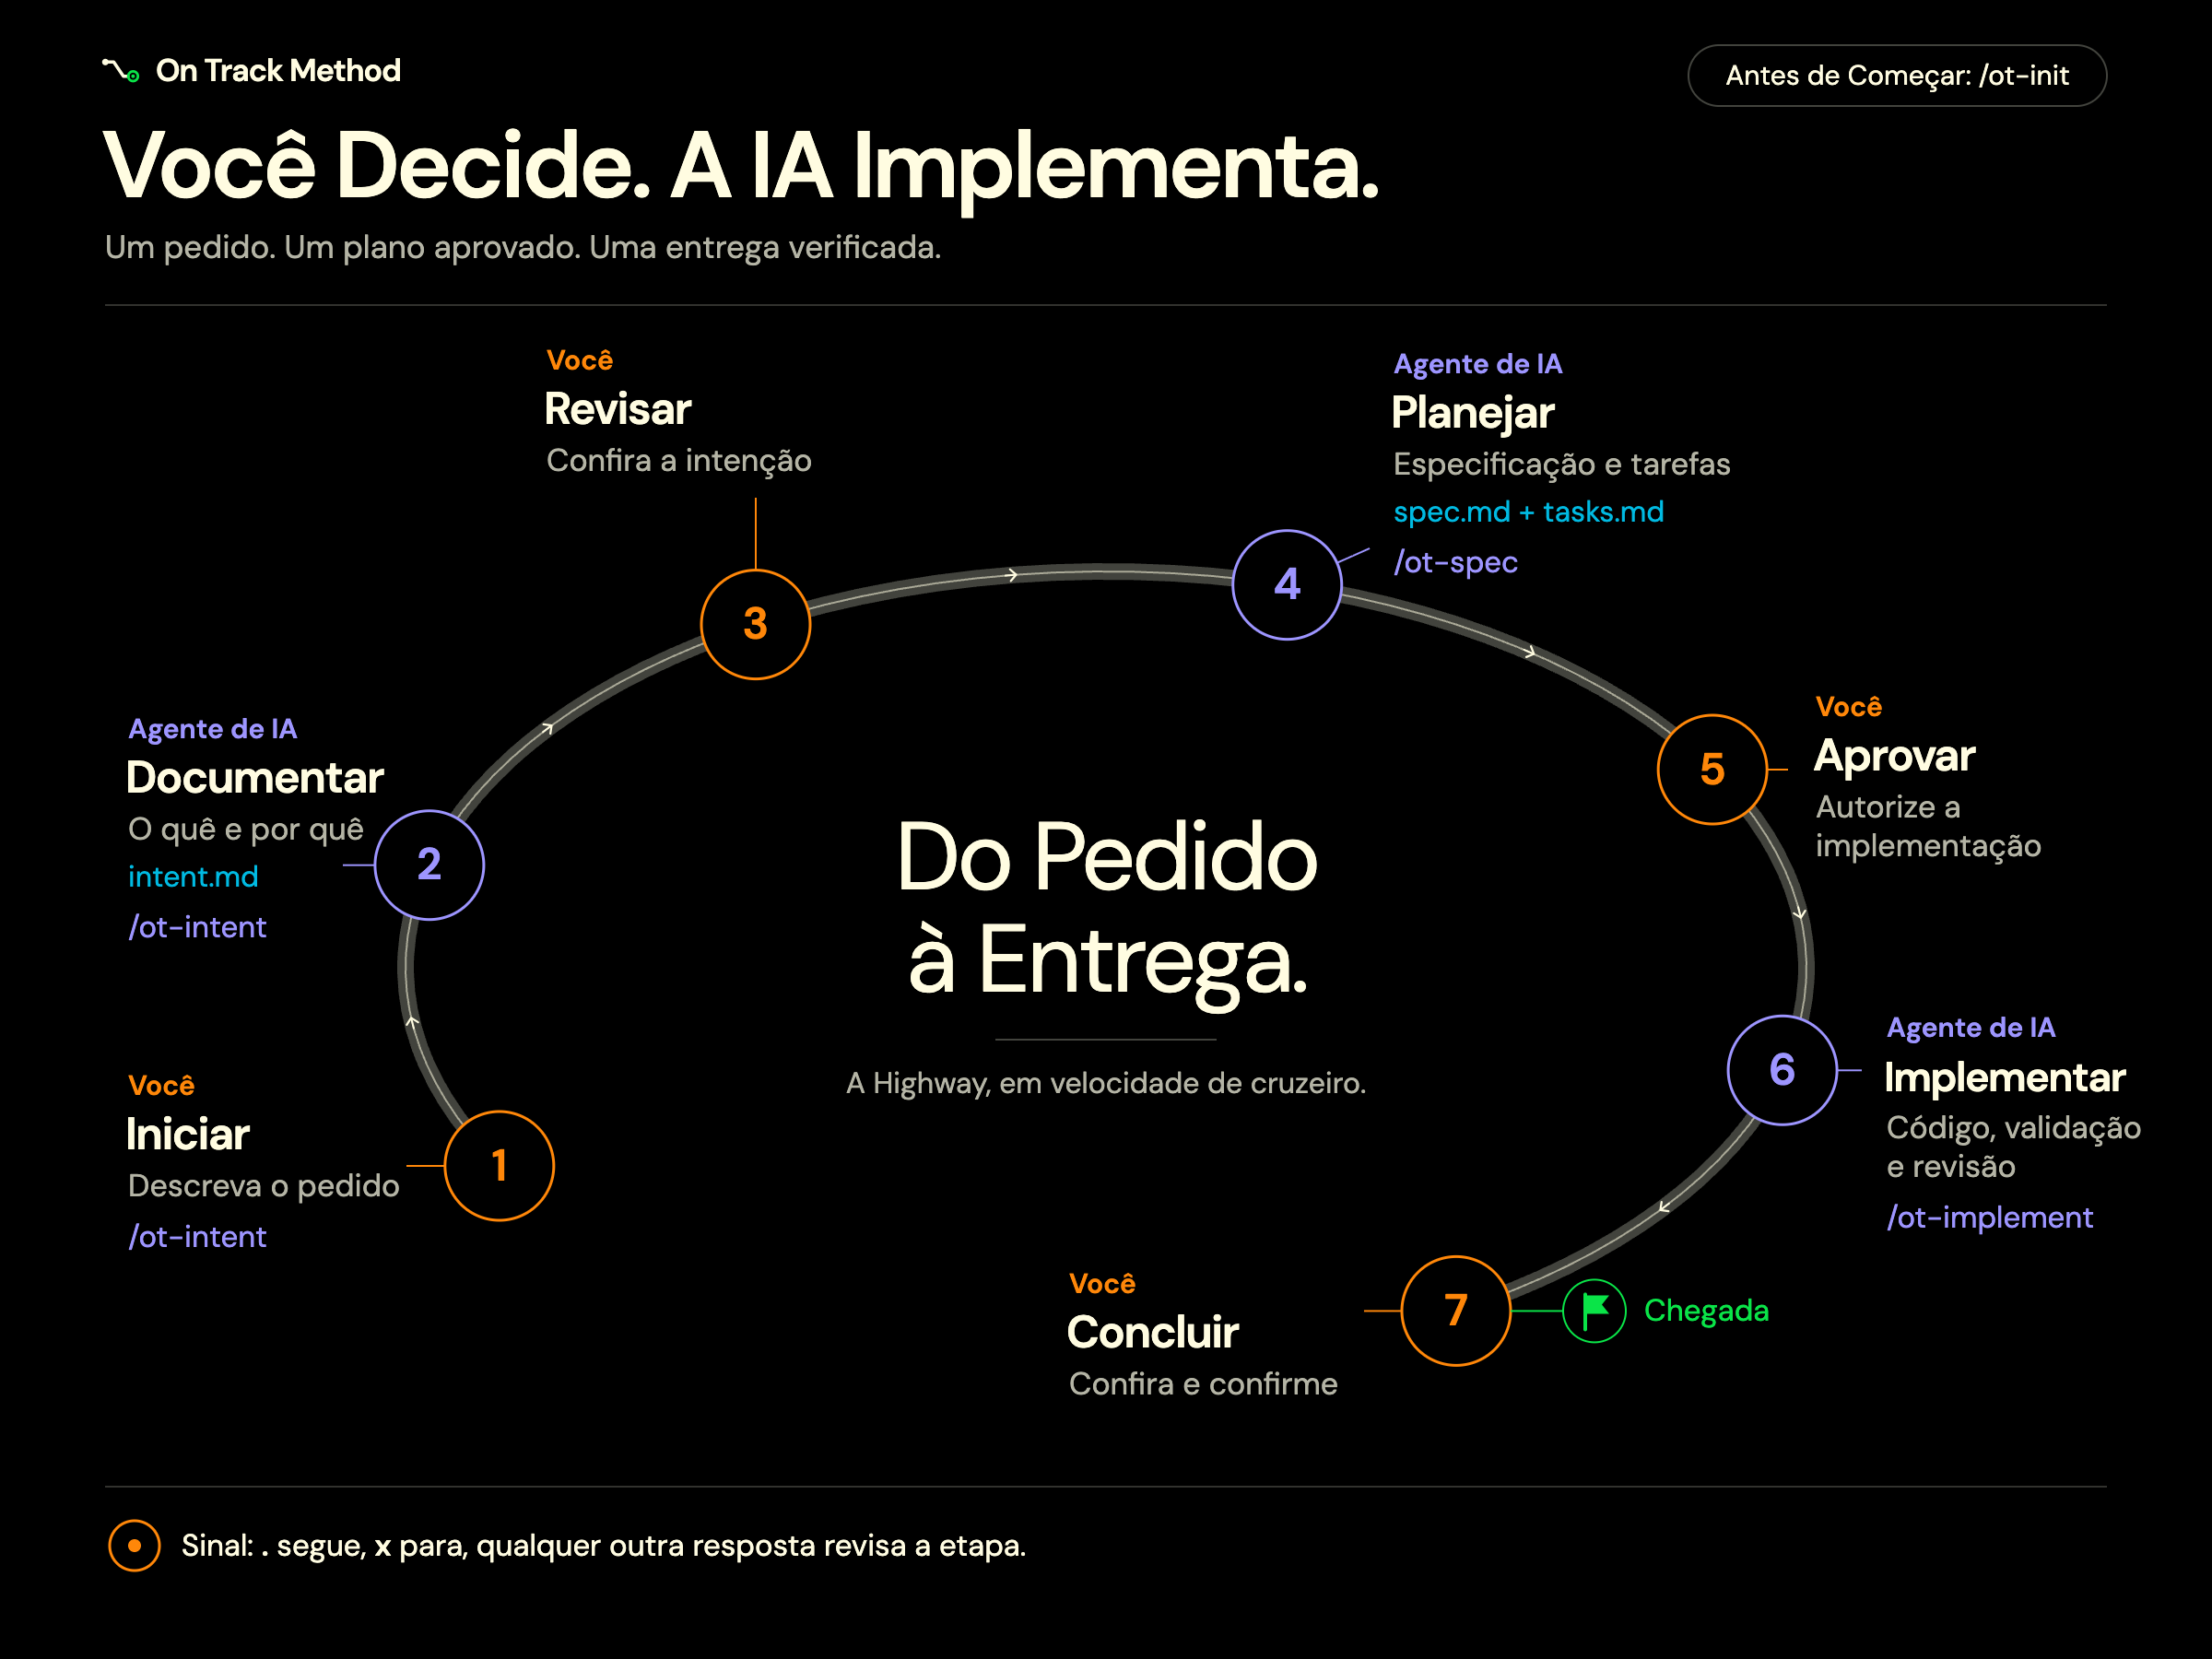 On Track Method
Antes de Começar: /ot-init
Você Decide. A IA Implementa.
Um pedido. Um plano aprovado. Uma entrega verificada.
Você
Iniciar
Descreva o pedido
/ot-intent
1
Agente de IA
Documentar
O quê e por quê
intent.md
/ot-intent
2
Você
Revisar
Confira a intenção
3
Agente de IA
Planejar
Especificação e tarefas
spec.md + tasks.md
/ot-spec
4
Você
Aprovar
Autorize a
implementação
5
Agente de IA
Implementar
Código, validação
e revisão
/ot-implement
6
Você
Concluir
Confira e confirme
7
Chegada
Do Pedido
à Entrega.
A Highway, em velocidade de cruzeiro.
Sinal: . segue, x para, qualquer outra resposta revisa a etapa.